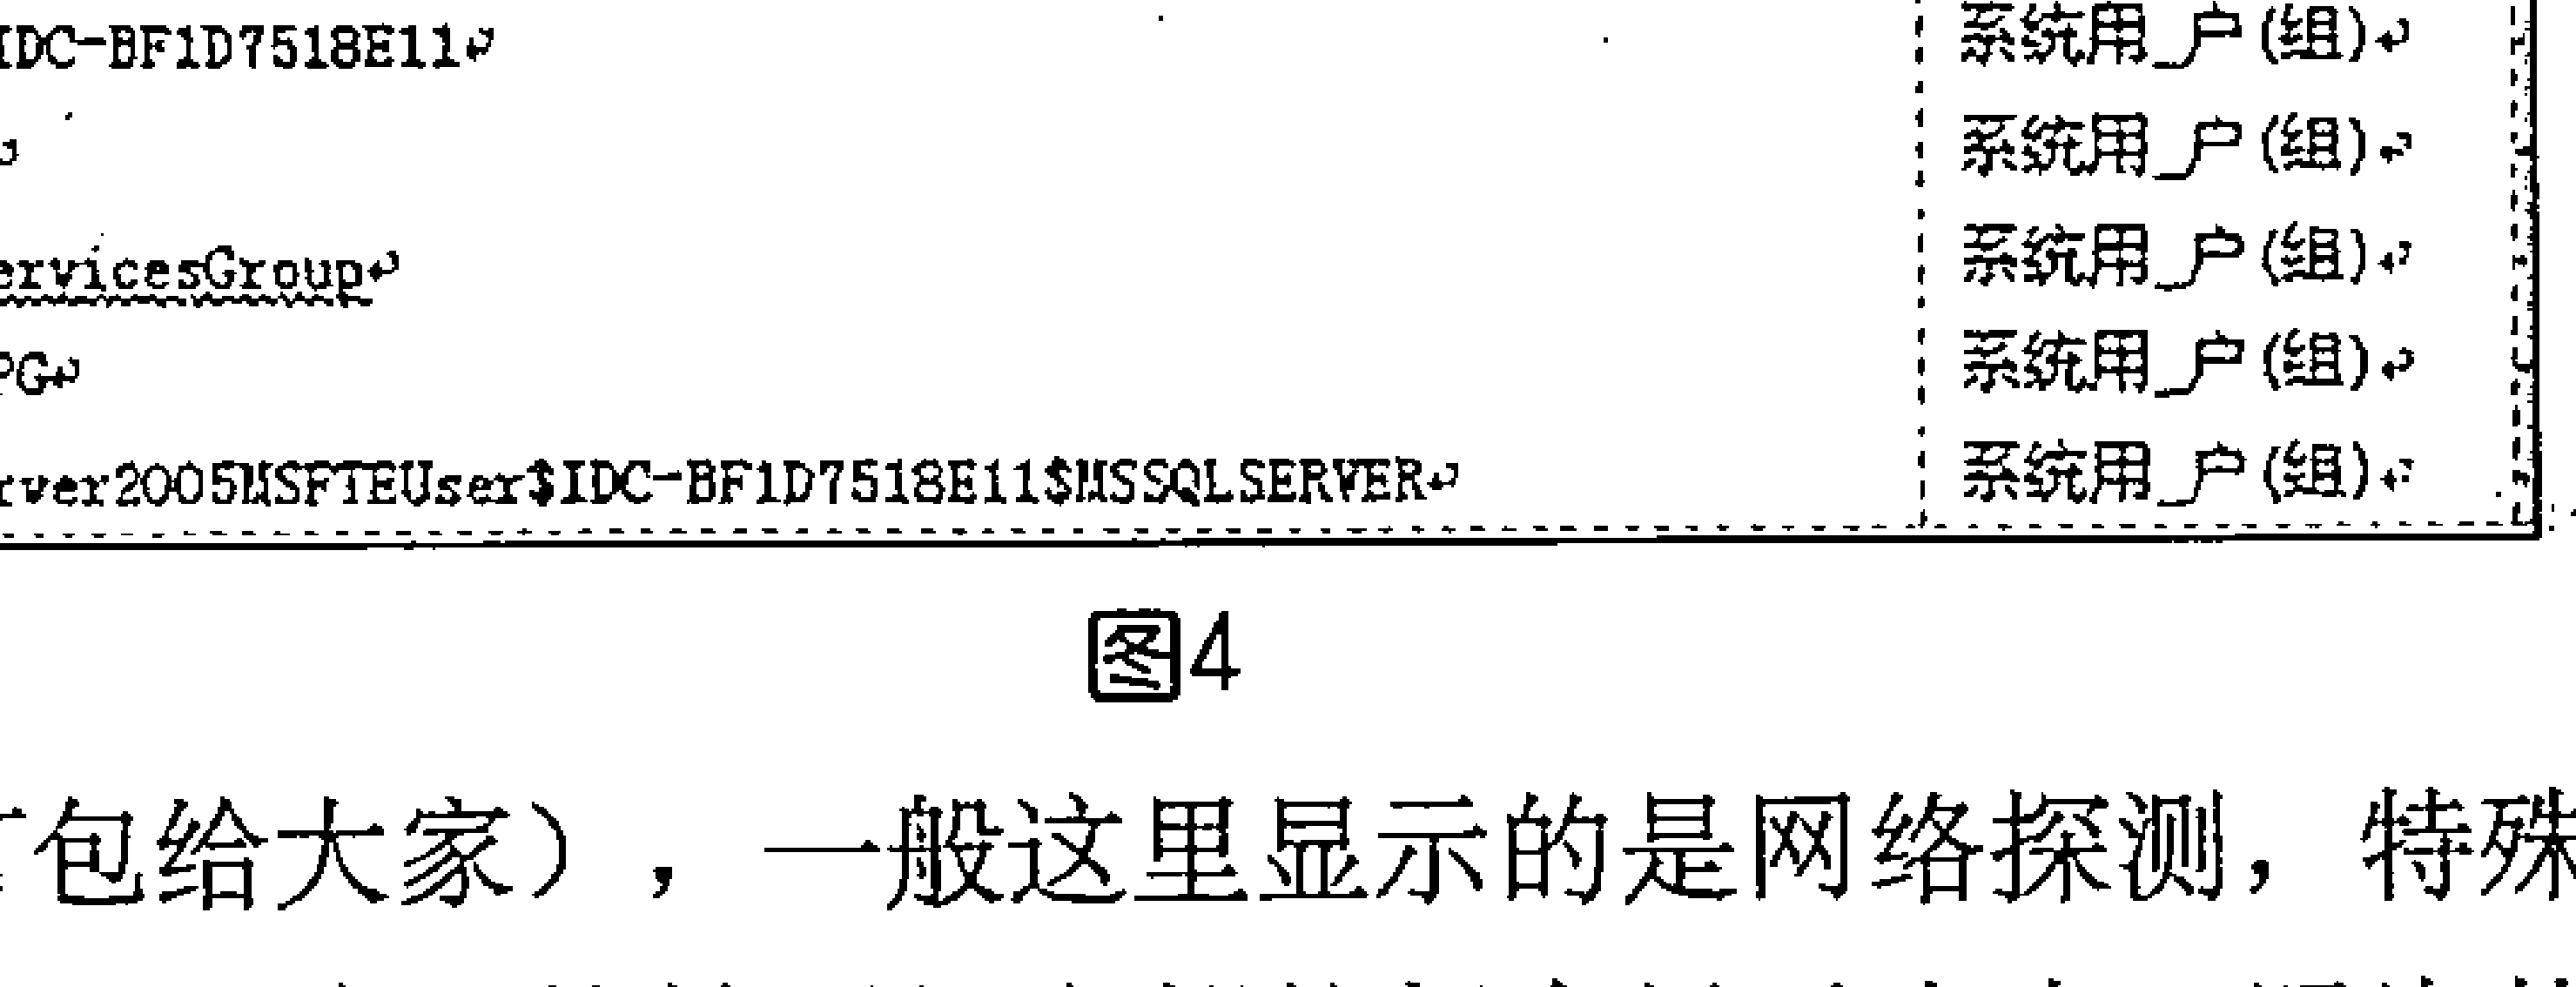 IDC-BF1D7518E11↵ 系统用_户(组)↵
↵ 系统用_户(组)↵
ervicesGroup↵ 系统用_户(组)↵
PG↵ 系统用_户(组)↵
rver2005MSFTEUser$IDC-BF1D7518E11$MSSQLSERVER↵ 系统用_户(组)↵
图4
包给大家），一般这里显示的是网络探测，特殊